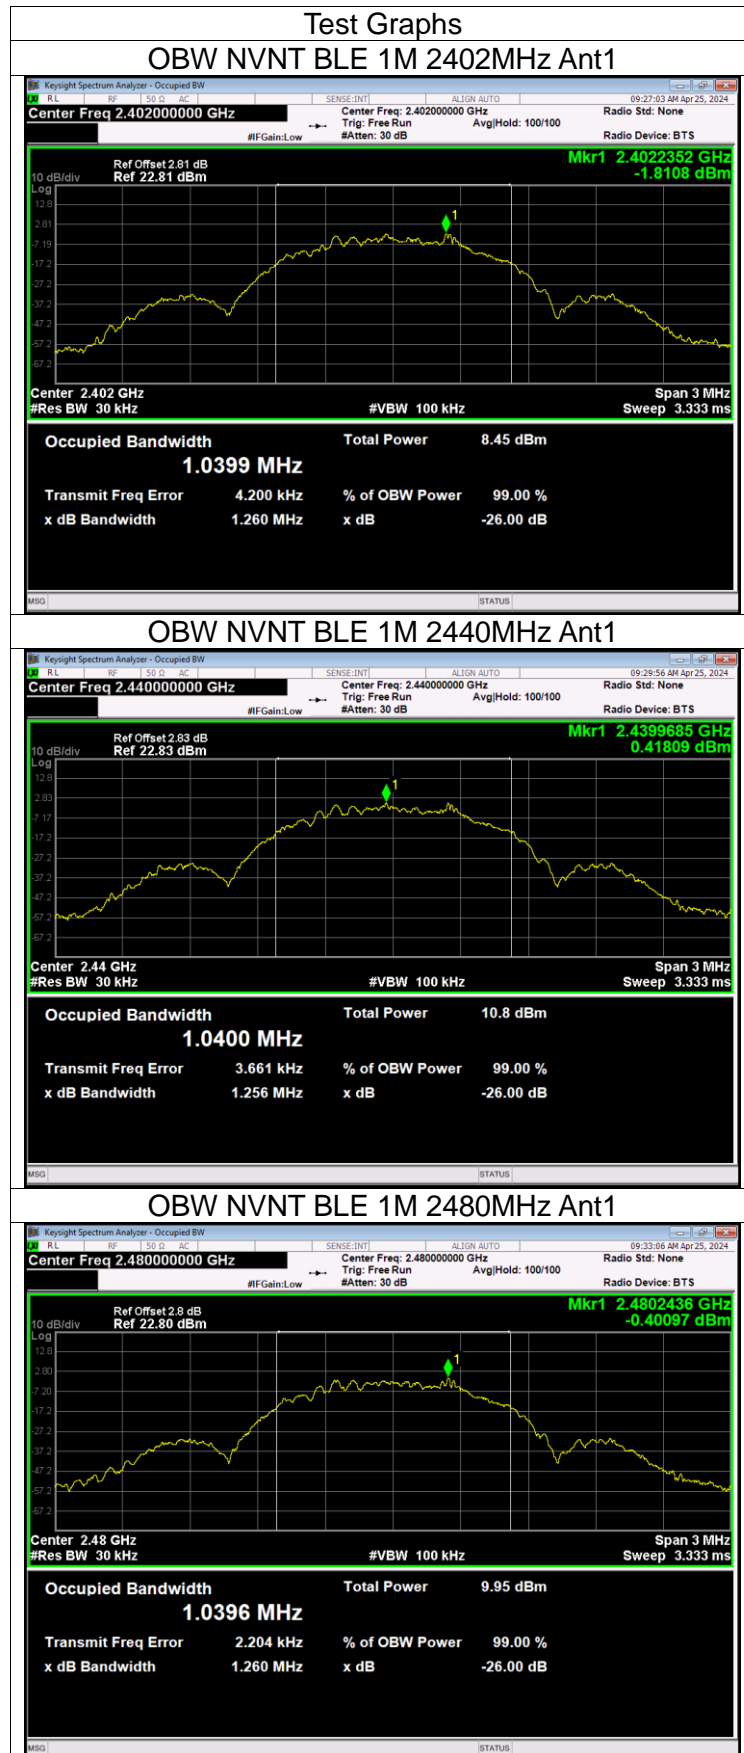 Test Graphs
OBW NVNT BLE 1M 2402MHz Ant1
Keysight Spectrum Analyzer - Occupied BW
RL RF 50 Ω AC SENSE:INT ALIGN AUTO 09:27:03 AM Apr 25, 2024
Center Freq 2.402000000 GHz Center Freq: 2.402000000 GHz Radio Std: None
Trig: Free Run Avg|Hold: 100/100
#IFGain:Low #Atten: 30 dB Radio Device: BTS
Mkr1 2.4022352 GHz
-1.8108 dBm
Ref Offset 2.81 dB
10 dB/div Ref 22.81 dBm
Log
12.8
2.81
-7.19
-17.2
-27.2
-37.2
-47.2
-57.2
-67.2
Center 2.402 GHz Span 3 MHz
#Res BW 30 kHz #VBW 100 kHz Sweep 3.333 ms
1
Occupied Bandwidth Total Power 8.45 dBm
1.0399 MHz
Transmit Freq Error 4.200 kHz % of OBW Power 99.00 %
x dB Bandwidth 1.260 MHz x dB -26.00 dB
MSG STATUS
OBW NVNT BLE 1M 2440MHz Ant1
Keysight Spectrum Analyzer - Occupied BW
RL RF 50 Ω AC SENSE:INT ALIGN AUTO 09:29:56 AM Apr 25, 2024
Center Freq 2.440000000 GHz Center Freq: 2.440000000 GHz Radio Std: None
Trig: Free Run Avg|Hold: 100/100
#IFGain:Low #Atten: 30 dB Radio Device: BTS
Mkr1 2.4399685 GHz
0.41809 dBm
Ref Offset 2.83 dB
10 dB/div Ref 22.83 dBm
Log
12.8
2.83
-7.17
-17.2
-27.2
-37.2
-47.2
-57.2
-67.2
1
Center 2.44 GHz Span 3 MHz
#Res BW 30 kHz #VBW 100 kHz Sweep 3.333 ms
Occupied Bandwidth Total Power 10.8 dBm
1.0400 MHz
Transmit Freq Error 3.661 kHz % of OBW Power 99.00 %
x dB Bandwidth 1.256 MHz x dB -26.00 dB
MSG STATUS
OBW NVNT BLE 1M 2480MHz Ant1
Keysight Spectrum Analyzer - Occupied BW
RL RF 50 Ω AC SENSE:INT ALIGN AUTO 09:33:06 AM Apr 25, 2024
Center Freq 2.480000000 GHz Center Freq: 2.480000000 GHz Radio Std: None
Trig: Free Run Avg|Hold: 100/100
#IFGain:Low #Atten: 30 dB Radio Device: BTS
Mkr1 2.4802436 GHz
-0.40097 dBm
Ref Offset 2.8 dB
10 dB/div Ref 22.80 dBm
Log
12.8
2.80
-7.20
-17.2
-27.2
-37.2
-47.2
-57.2
-67.2
1
Center 2.48 GHz Span 3 MHz
#Res BW 30 kHz #VBW 100 kHz Sweep 3.333 ms
Occupied Bandwidth Total Power 9.95 dBm
1.0396 MHz
Transmit Freq Error 2.204 kHz % of OBW Power 99.00 %
x dB Bandwidth 1.260 MHz x dB -26.00 dB
MSG STATUS